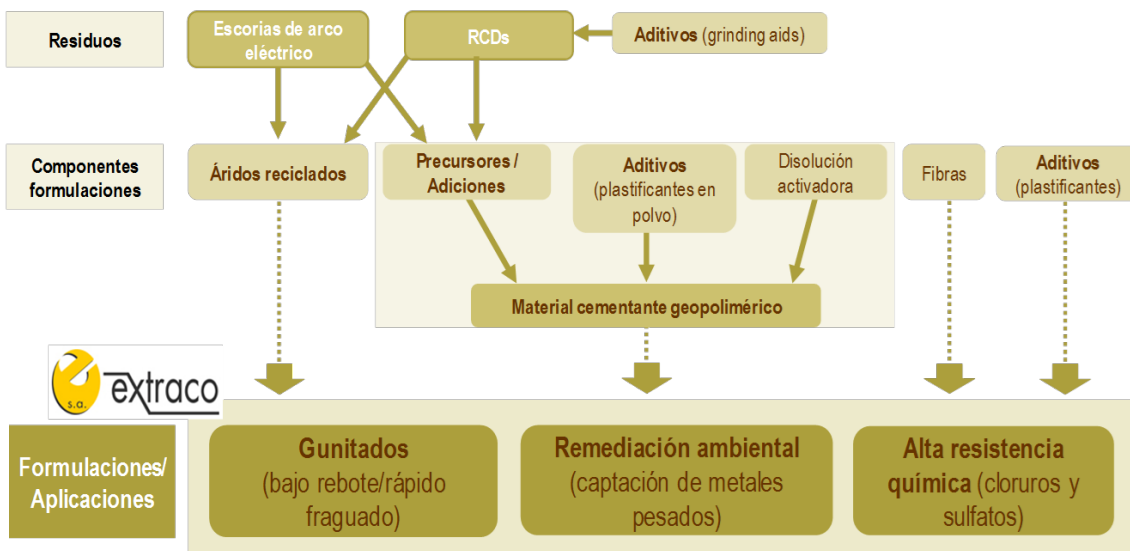 Residuos
Escorias de arco
eléctrico
RCDs
Aditivos (grinding aids)
Componentes
formulaciones
Áridos reciclados
Precursores /
Adiciones
Aditivos
(plastificantes en
polvo)
Disolución
activadora
Fibras
Aditivos
(plastificantes)
Material cementante geopolimérico
e
s.a.
extraco
Formulaciones/
Aplicaciones
Gunitados
(bajo rebote/rápido
fraguado)
Remediación ambiental
(captación de metales
pesados)
Alta resistencia
química (cloruros y
sulfatos)